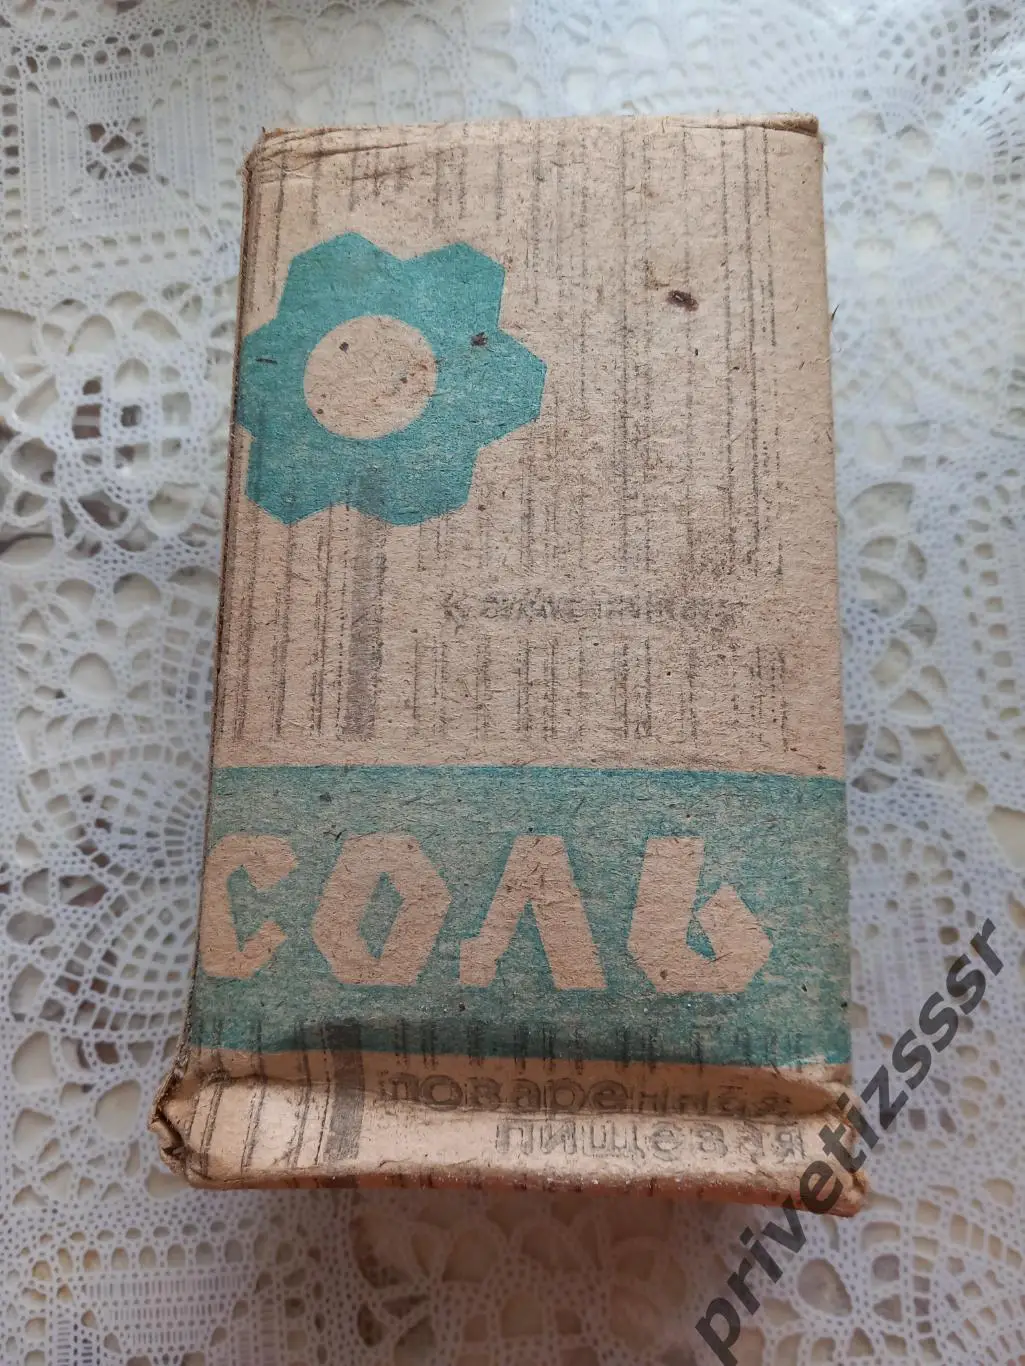 СОЛЬ
поваренная
пищевая
privetizsssr